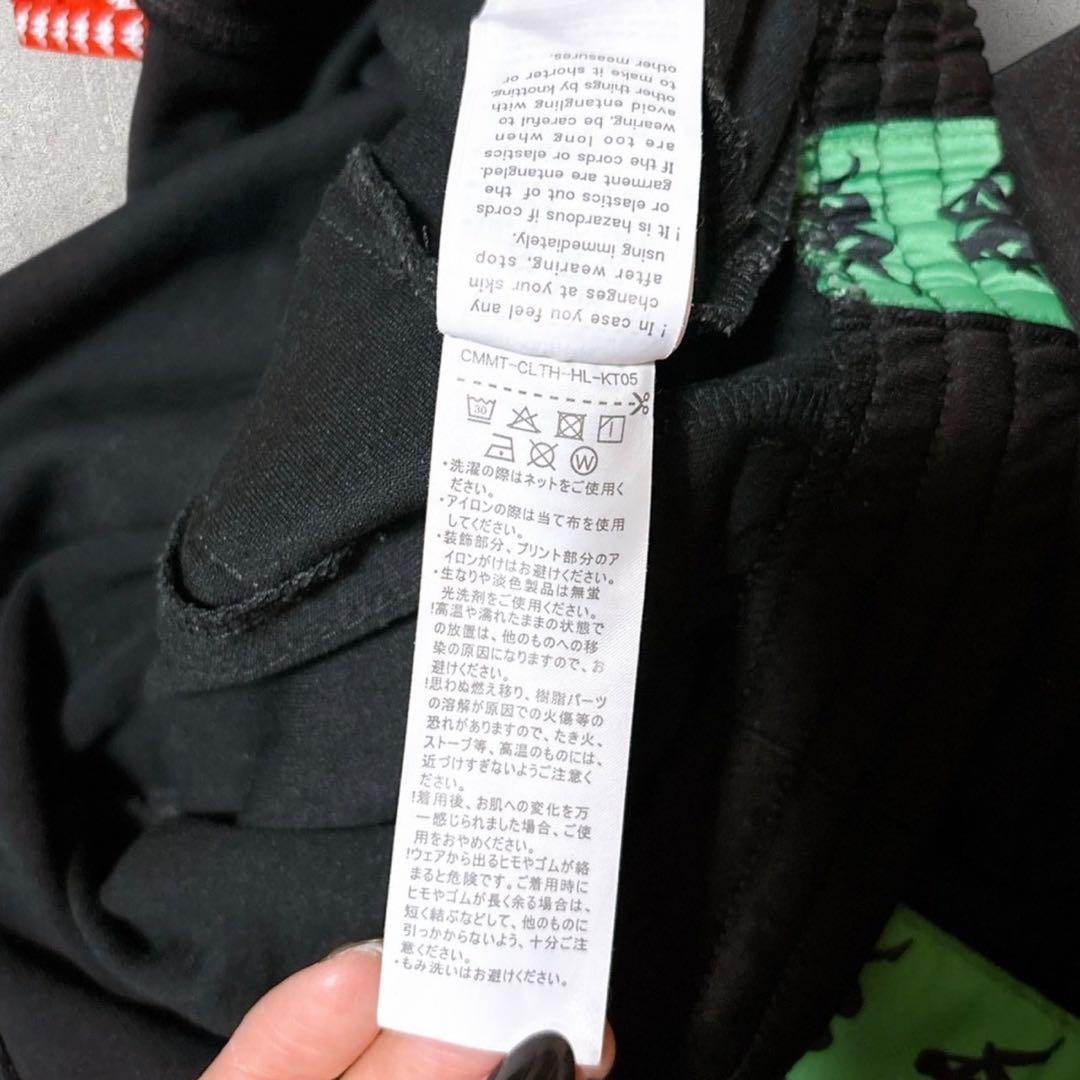 ! In case you feel any
changes at your skin
after wearing, stop
using immediately.
! It is hazardous if cords
or elastics out of the
garment are entangled.
If the cords or elastics
are too long when
wearing, be careful to
avoid entangling with
other things by knotting
to make it shorter or
other measures.
CMMT-CLTH-HL-KT05
30
W
・洗濯の際はネットをご使用く
ださい。
・アイロンの際は当て布を使用
してください。
・装飾部分、プリント部分のア
イロンがけはお避けください。
・生なりや淡色製品は無蛍
光洗剤をご使用ください。
!高温や濡れたままの状態で
の放置は、他のものへの移
染の原因になりますので、お
避けください。
!思わぬ燃え移り、樹脂パーツ
の溶解が原因での火傷等の
恐れがありますので、たき火、
ストーブ等、高温のものには、
近づけすぎないようご注意く
ださい。
!着用後、お肌への変化を万
一感じられました場合、ご使
用をおやめください。
!ウェアから出るヒモやゴムが絡
まると危険です。ご着用時に
ヒモやゴムが長く余る場合は、
短く結ぶなどして、他のものに
引っかからないよう、十分ご注
意ください。
・もみ洗いはお避けください。